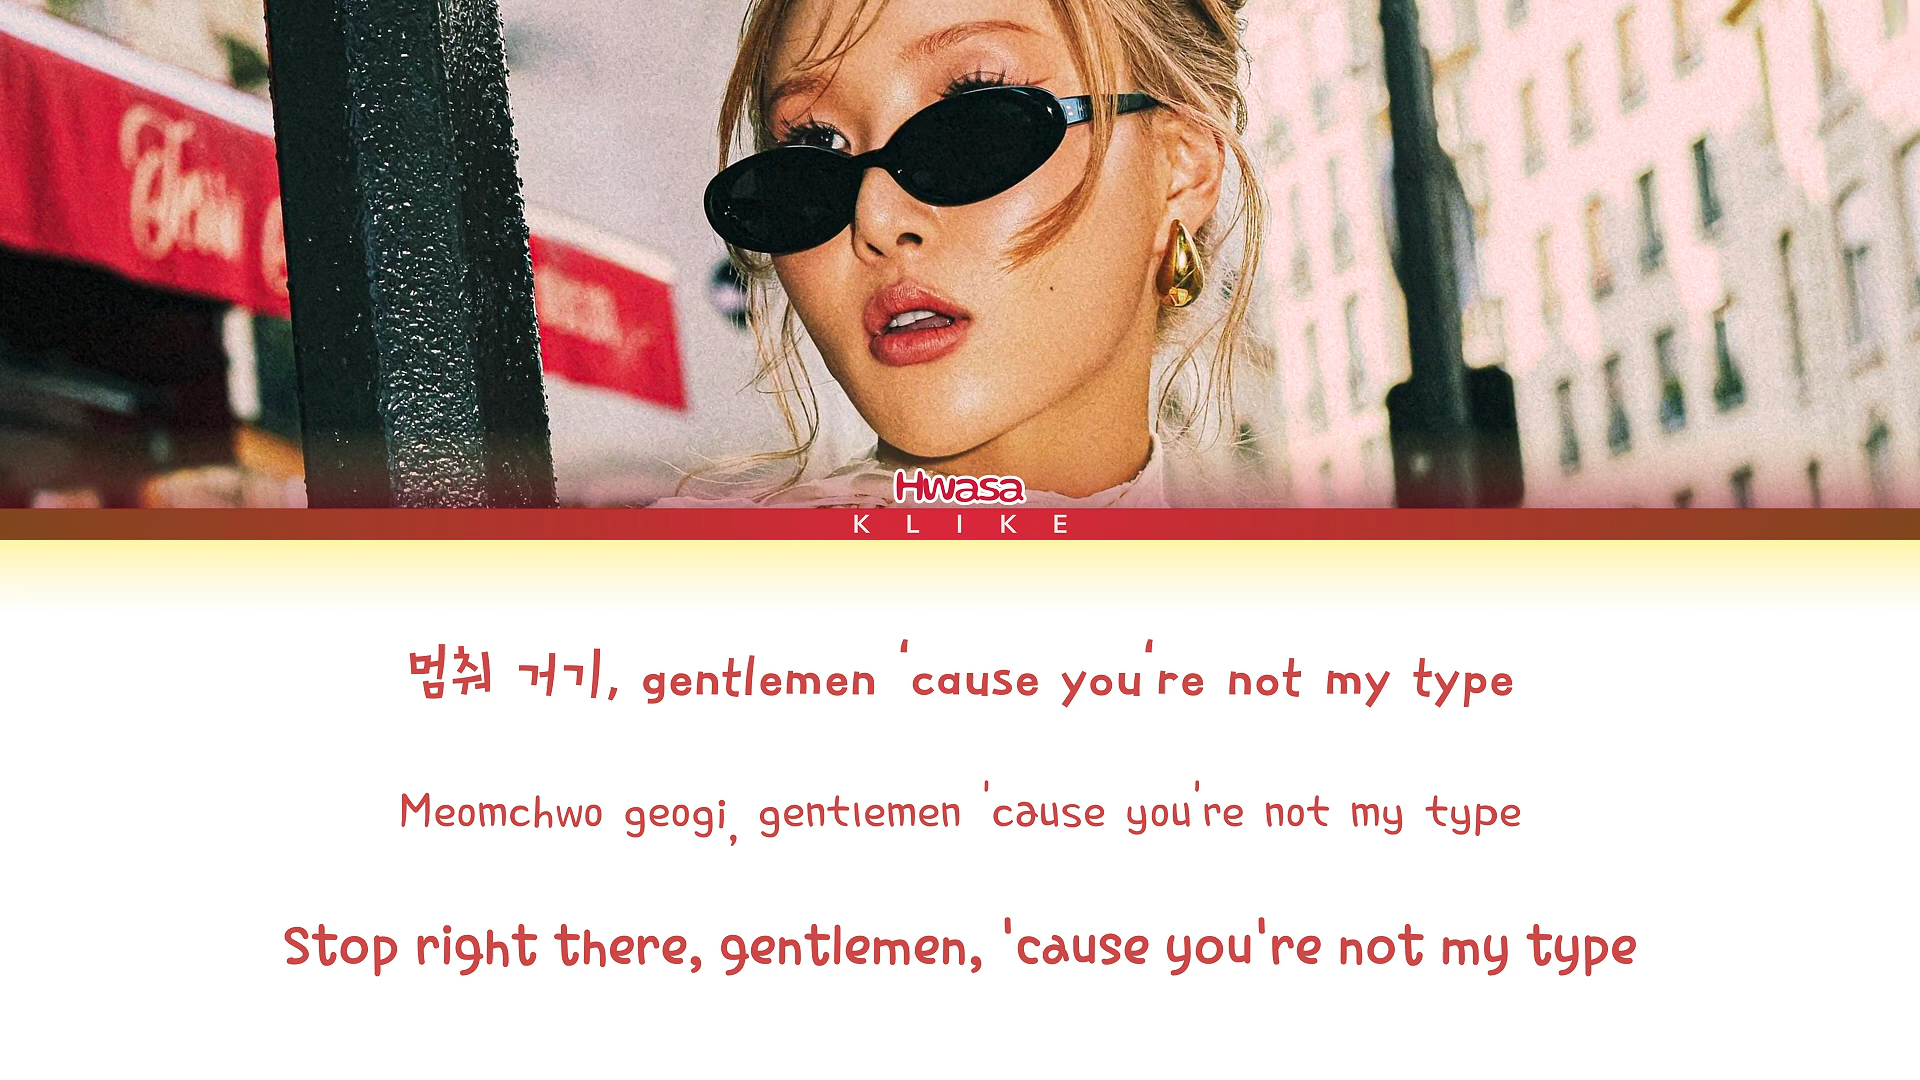 Hwasa
KLIKE
멈춰 거기, gentlemen 'cause you're not my type
Meomchwo geogi, gentlemen 'cause you're not my type
Stop right there, gentlemen, 'cause you're not my type